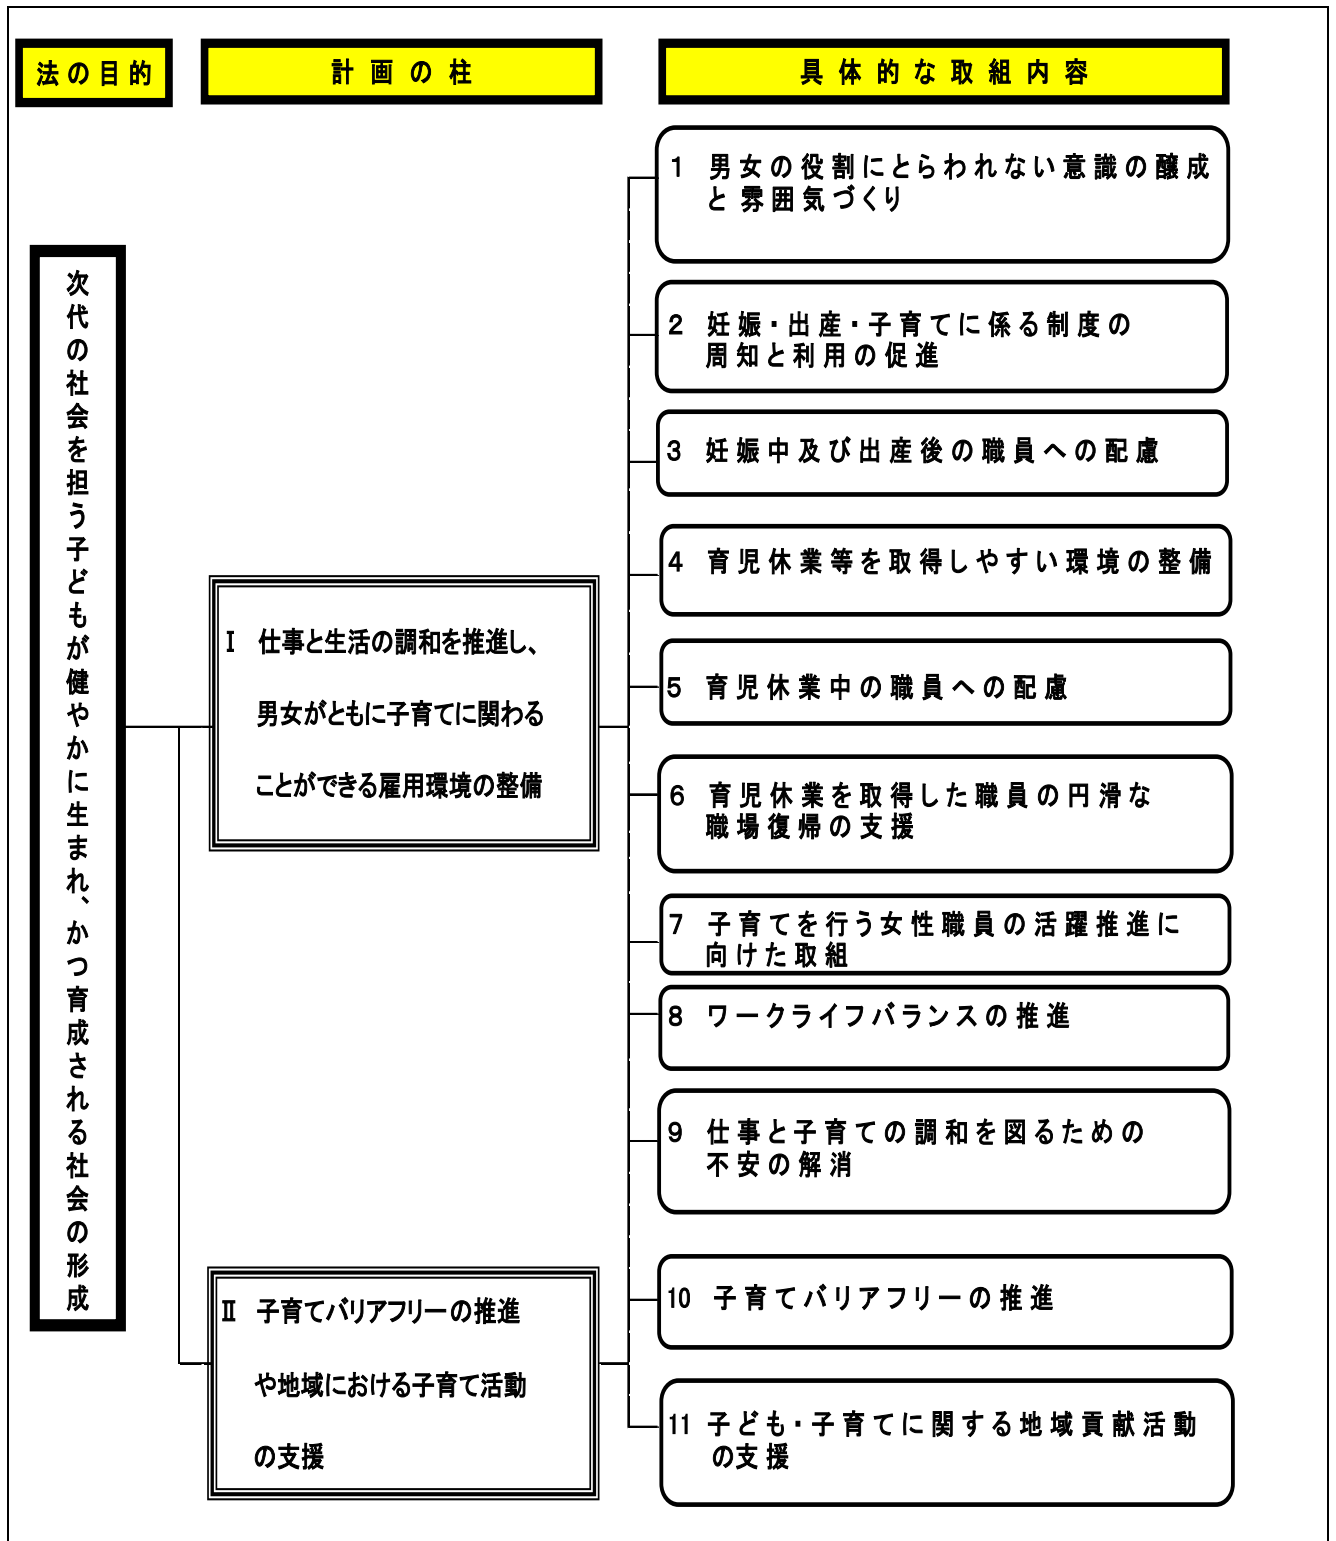 法の目的
計画の柱
具体的な取組内容
次代の社会を担う子どもが健やかに生まれ、かつ育成される社会の形成
Ⅰ 仕事と生活の調和を推進し、
男女がともに子育てに関わる
ことができる雇用環境の整備
Ⅱ 子育てバリアフリーの推進
や地域における子育て活動
の支援
1 男女の役割にとらわれない意識の醸成
と雰囲気づくり
2 妊娠・出産・子育てに係る制度の
周知と利用の促進
3 妊娠中及び出産後の職員への配慮
4 育児休業等を取得しやすい環境の整備
5 育児休業中の職員への配慮
6 育児休業を取得した職員の円滑な
職場復帰の支援
7 子育てを行う女性職員の活躍推進に
向けた取組
8 ワークライフバランスの推進
9 仕事と子育ての調和を図るための
不安の解消
10 子育てバリアフリーの推進
11 子ども・子育てに関する地域貢献活動
の支援